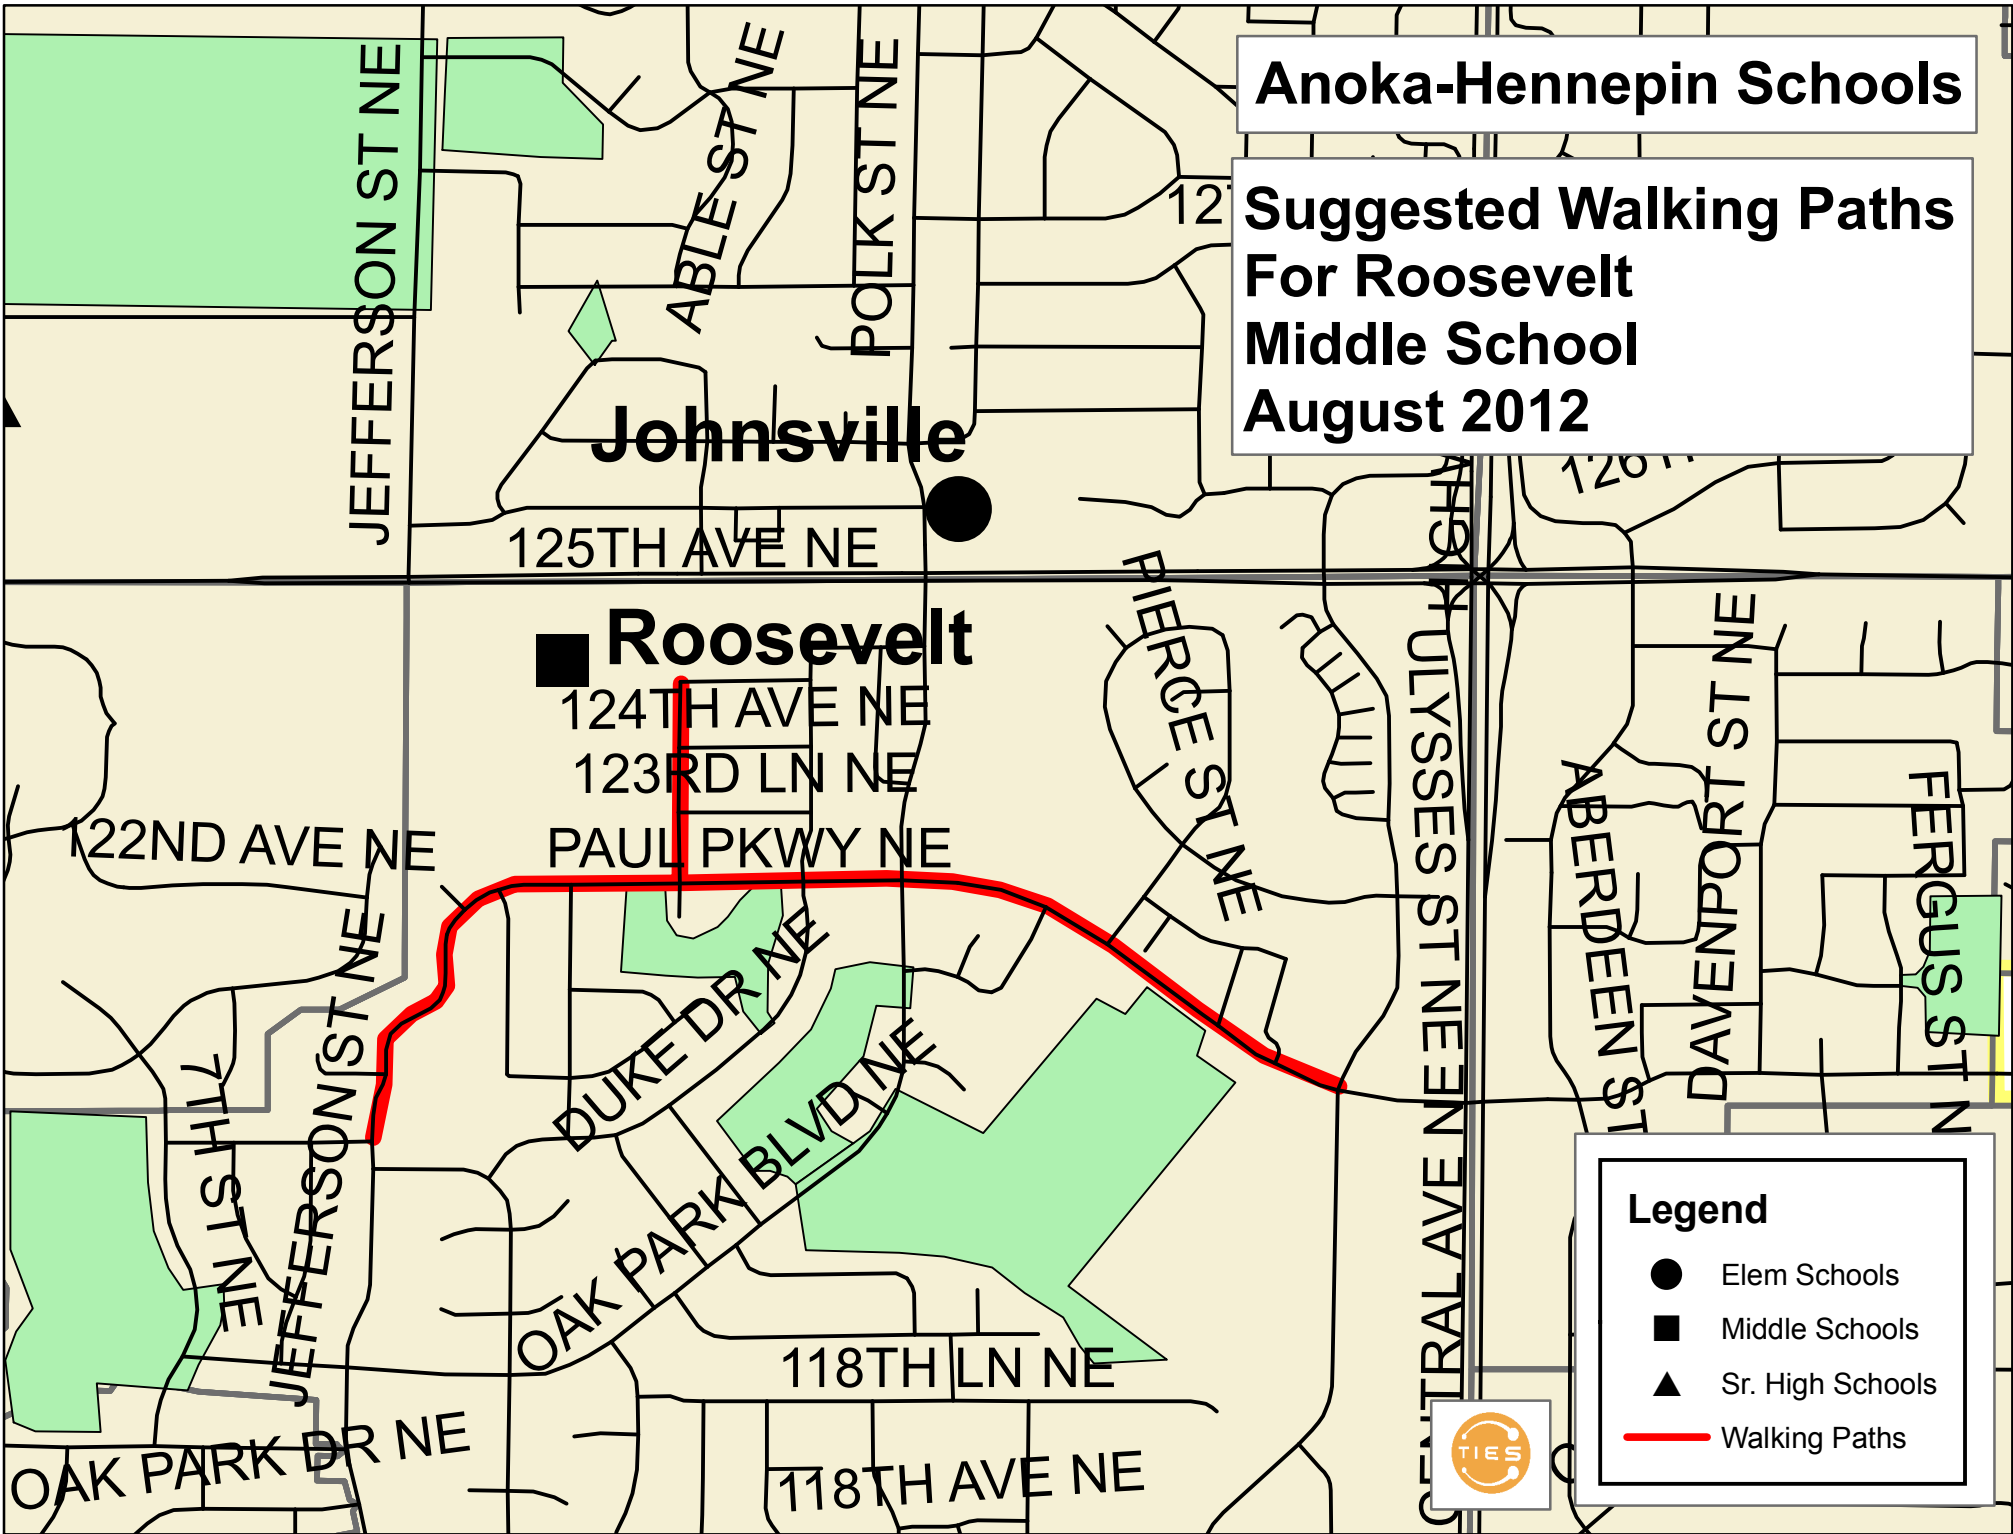 Anoka-Hennepin Schools
Suggested Walking Paths
For Roosevelt
Middle School
August 2012
JEFFERSON ST NE
ABLE ST NE
POLK ST NE
Johnsville
125TH AVE NE
Roosevelt
124TH AVE NE
123RD LN NE
PAUL PKWY NE
122ND AVE NE
PIERCE ST NE
ULYSSES ST NE
CENTRAL AVE NE
ABERDEEN ST
DAVENPORT ST NE
FERGUS ST N
JEFFERSON ST NE
7TH ST NE
DUKE DR NE
OAK PARK BLVD NE
118TH LN NE
118TH AVE NE
OAK PARK DR NE
Legend
Elem Schools
Middle Schools
Sr. High Schools
Walking Paths
TIES